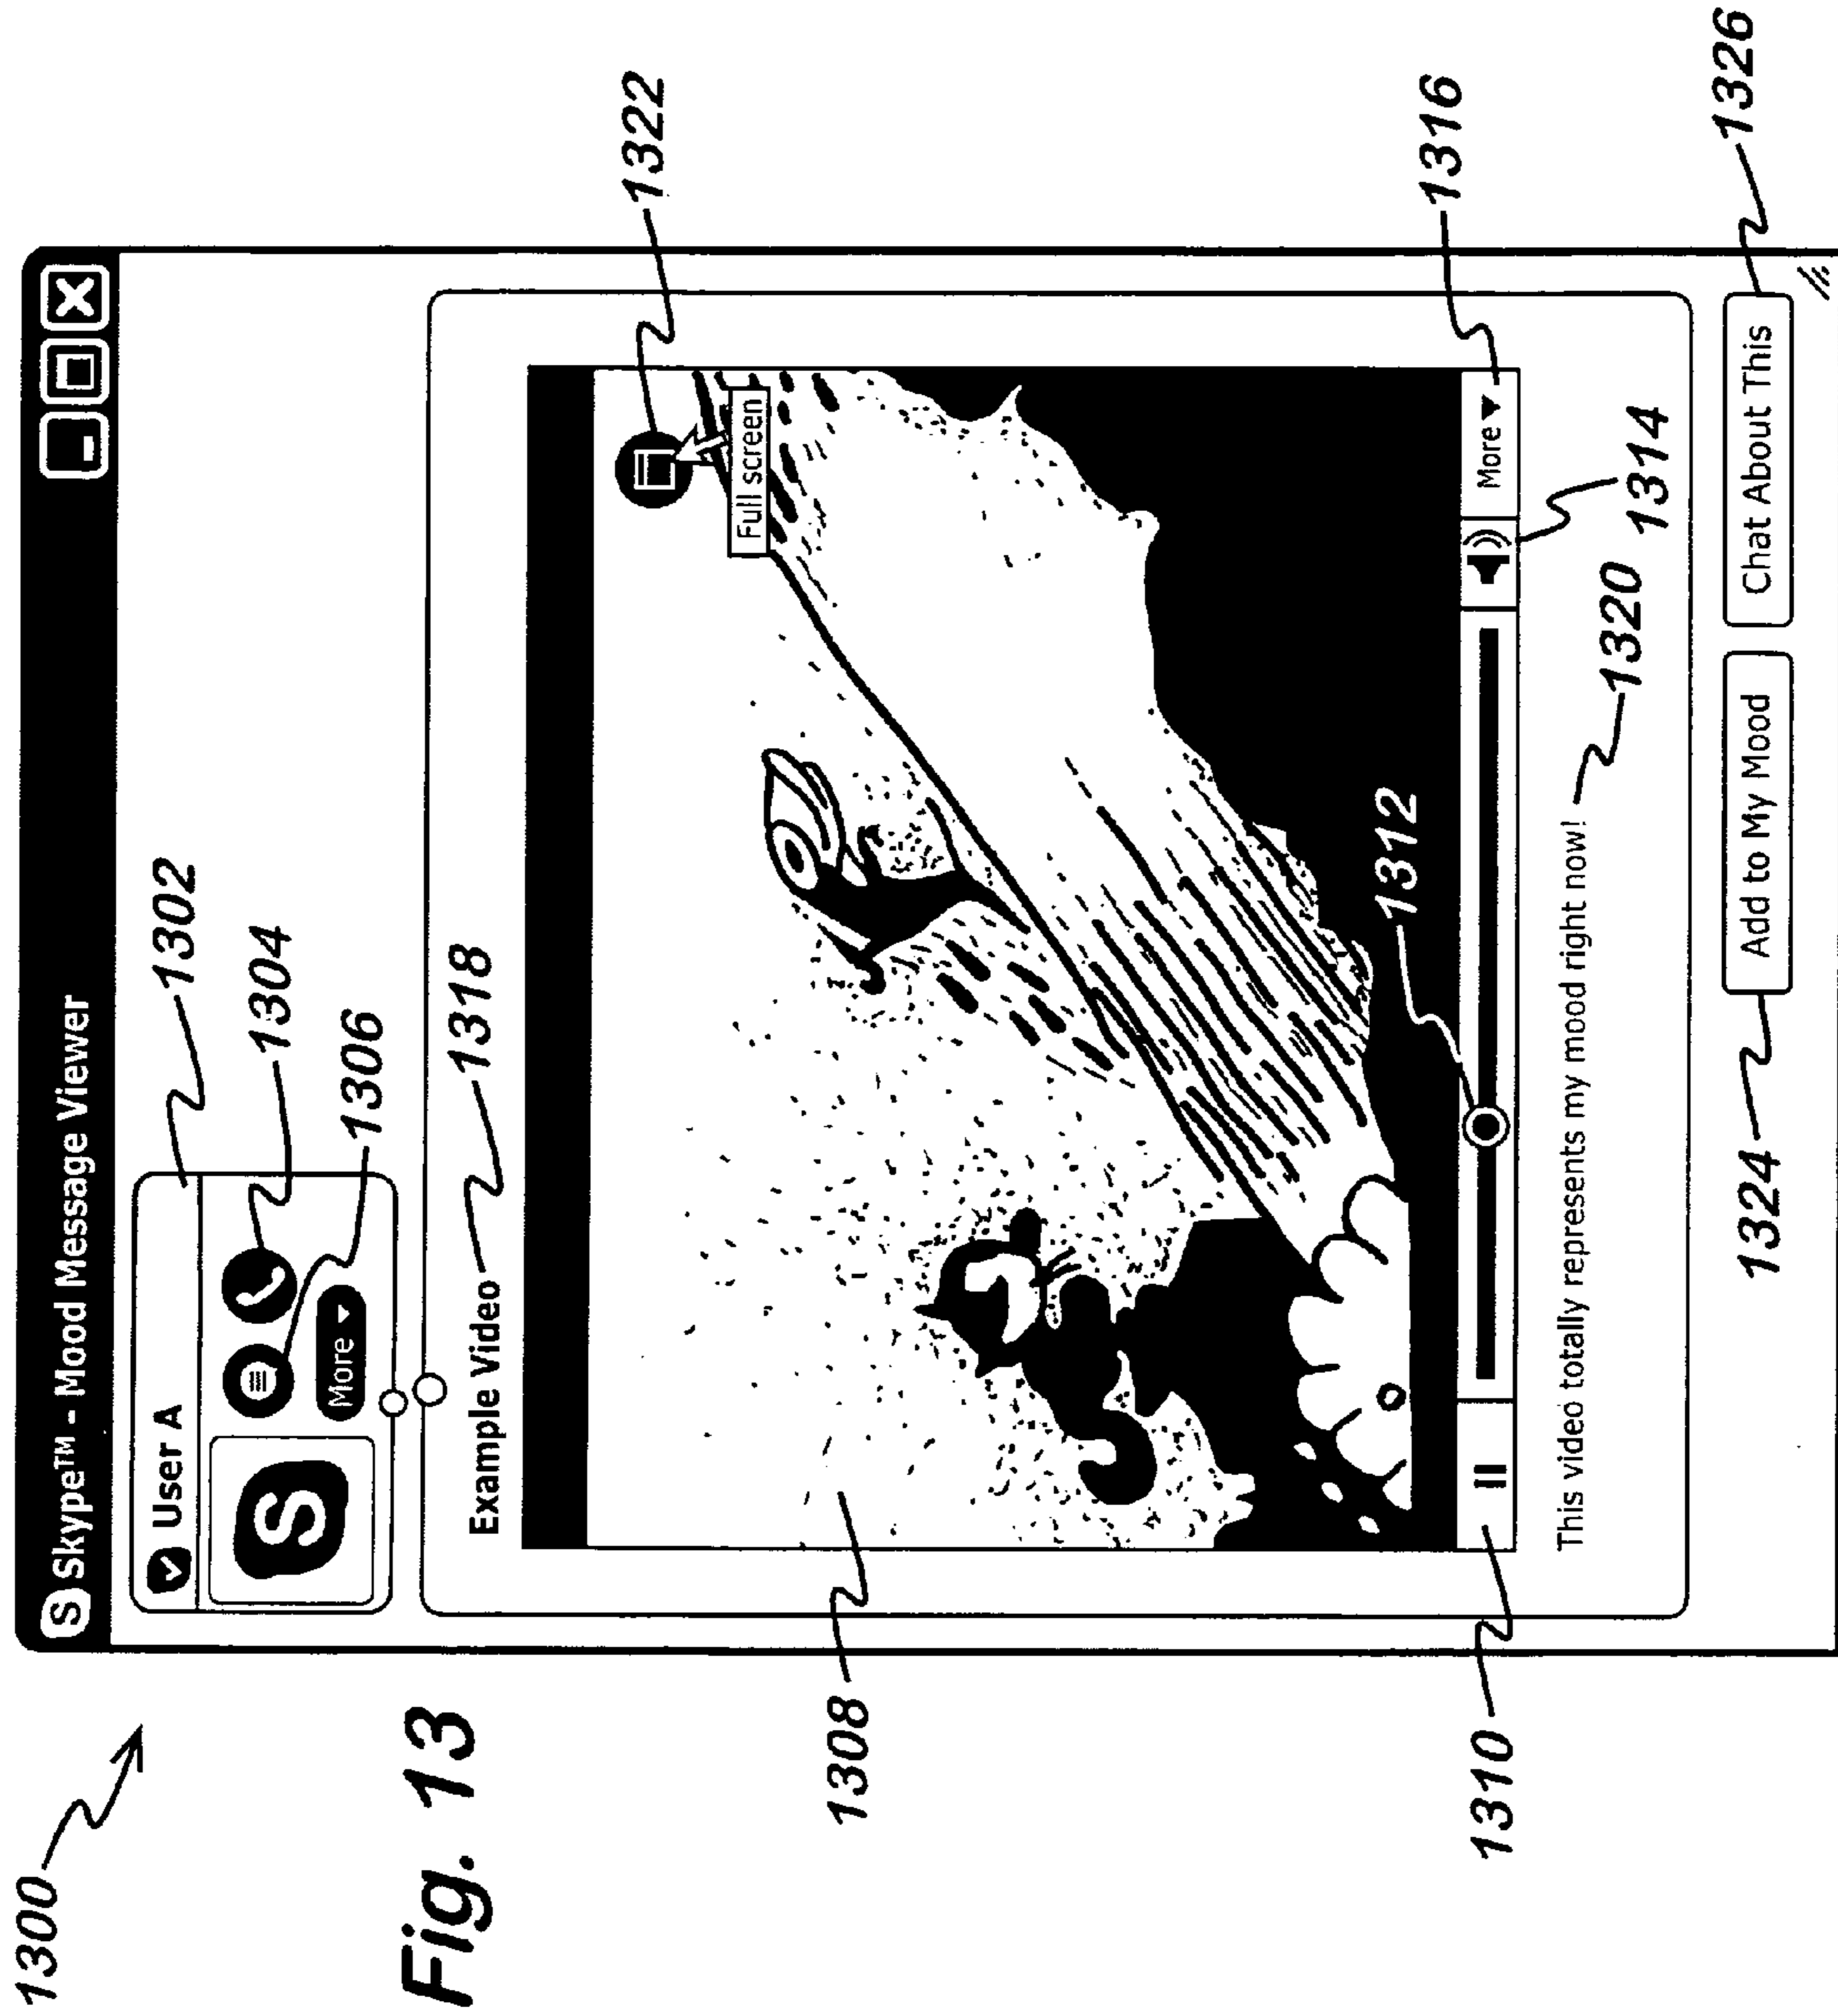 1300
Fig. 13
S Skype™ - Mood Message Viewer
User A
1302
S
1304
1306
More
Example Video
1318
1322
Full screen
1308
1312
1310
More
1316
1314
This video totally represents my mood right now!
1320
1324
Add to My Mood
Chat About This
1326